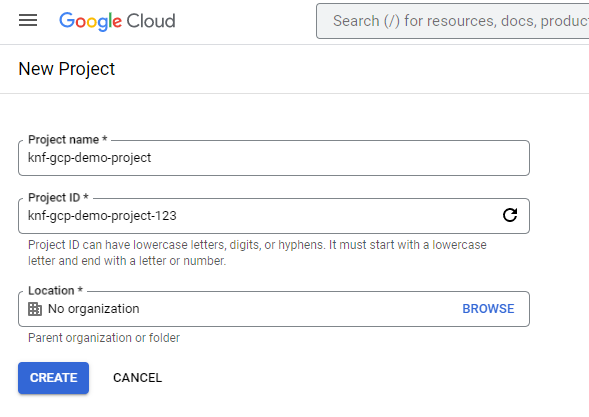 Google Cloud
Search (/) for resources, docs, product
New Project
Project name *
knf-gcp-demo-project
Project ID *
knf-gcp-demo-project-123
Project ID can have lowercase letters, digits, or hyphens. It must start with a lowercase
letter and end with a letter or number.
Location *
No organization BROWSE
Parent organization or folder
CREATE CANCEL